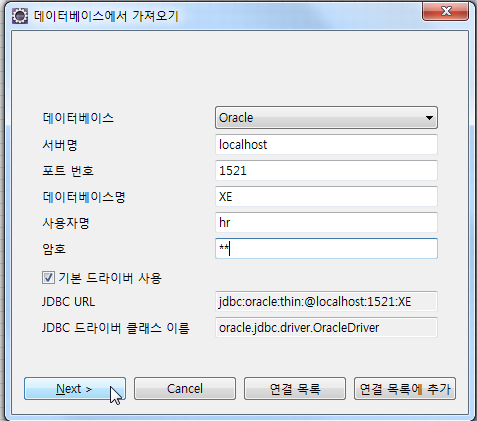 데이터베이스에서 가져오기
데이터베이스 Oracle
서버명 localhost
포트 번호 1521
데이터베이스명 XE
사용자명 hr
암호 **
기본 드라이버 사용
JDBC URL jdbc:oracle:thin:@localhost:1521:XE
JDBC 드라이버 클래스 이름 oracle.jdbc.driver.OracleDriver
Next > Cancel 연결 목록 연결 목록에 추가